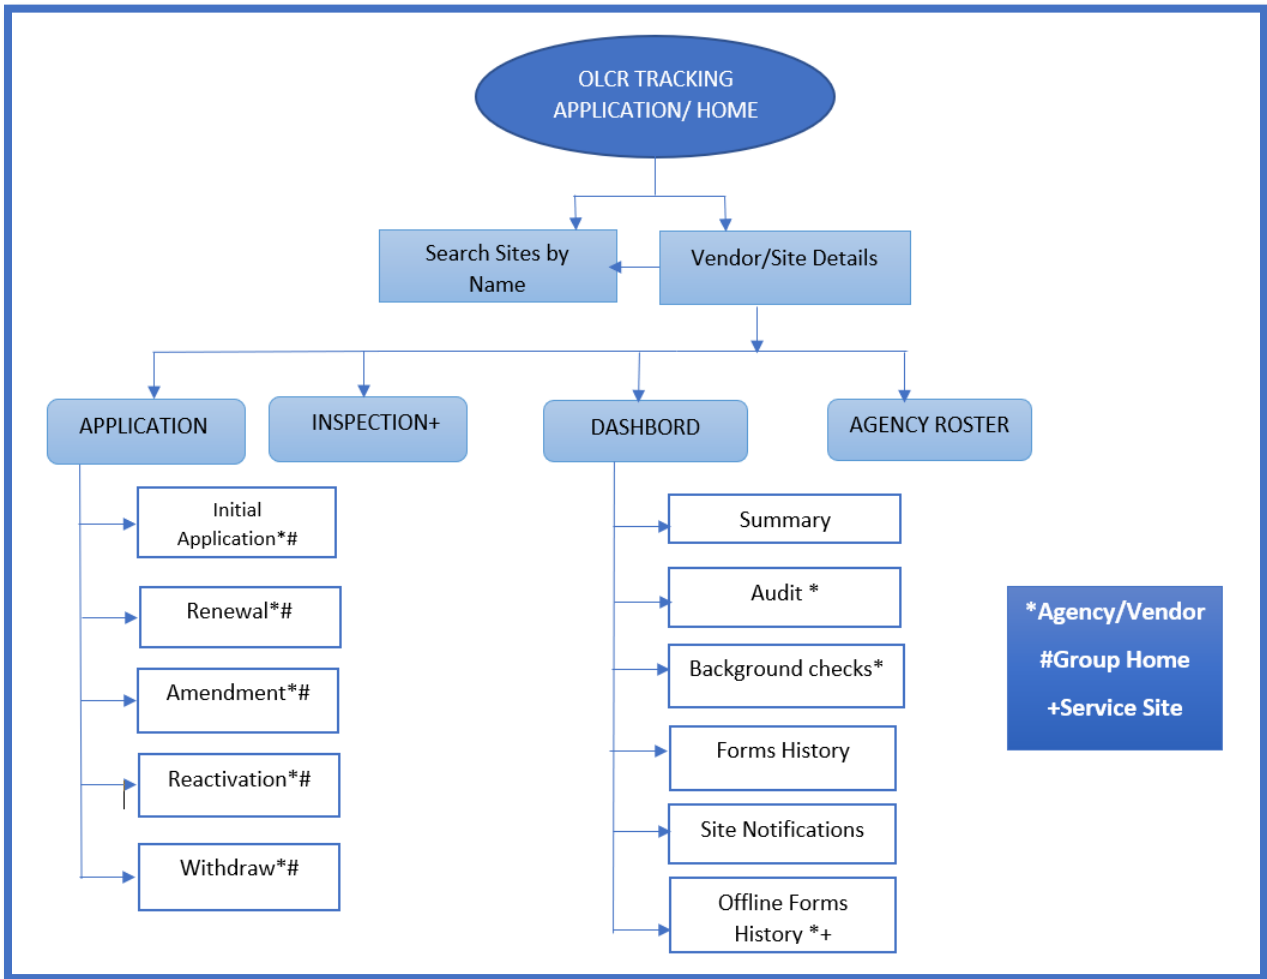 OLCR TRACKING
APPLICATION/ HOME
Search Sites by
Name
Vendor/Site Details
APPLICATION
INSPECTION+
DASHBORD
AGENCY ROSTER
Initial
Application*#
Renewal*#
Amendment*#
Reactivation*#
Withdraw*#
Summary
Audit *
Background checks*
Forms History
Site Notifications
Offline Forms
History *+
*Agency/Vendor
#Group Home
+Service Site